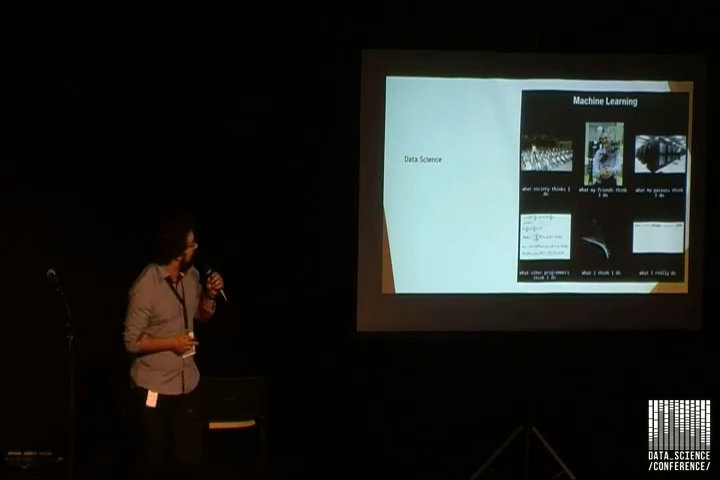 Machine Learning
Data Science
what society thinks I
do
what my friends think
I do
what my parents think
I do
what other programmers
think I do
what I think I do
what I really do
DATA_SCIENCE
/CONFERENCE/